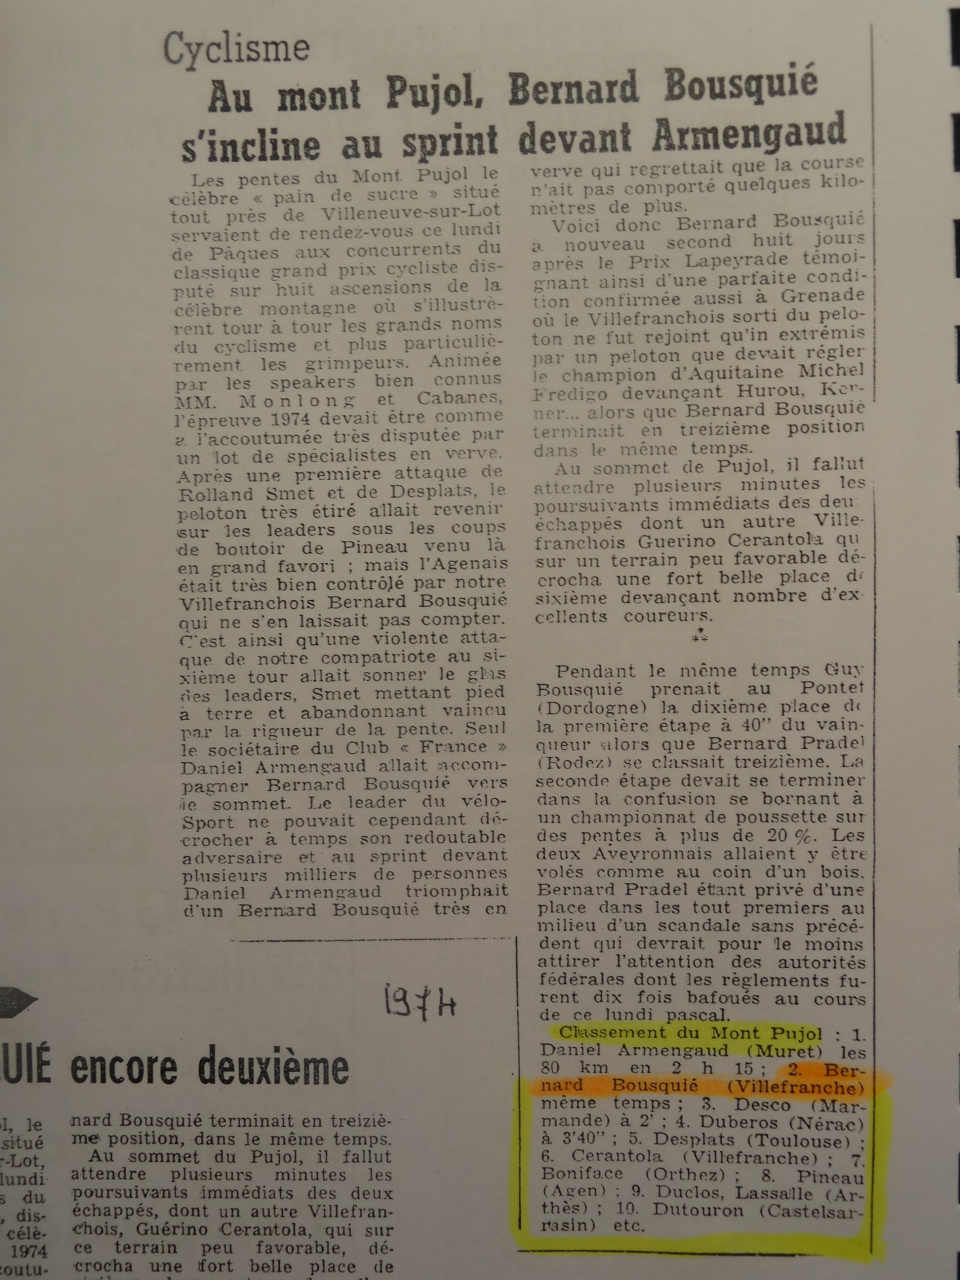 Cyclisme
Au mont Pujol, Bernard Bousquié
s'incline au sprint devant Armengaud
Les pentes du Mont Pujol le
célèbre « pain de sucre » situé
tout près de Villeneuve-sur-Lot
servaient de rendez-vous ce lundi
de Pâques aux concurrents du
classique grand prix cycliste dis-
puté sur huit ascensions de la
célèbre montagne où s'illustrè-
rent tour à tour les grands noms
du cyclisme et plus particuliè-
rement les grimpeurs. Animée
par les speakers bien connus
MM. Monlong et Cabanes,
l'épreuve 1974 devait être comme
à l'accoutumée très disputée par
un lot de spécialistes en verve.
Après une première attaque de
Rolland Smet et de Desplats, le
peloton très étiré allait revenir
sur les leaders sous les coups
de boutoir de Pineau venu là
en grand favori ; mais l'Agenais
était très bien contrôlé par notre
Villefranchois Bernard Bousquié
qui ne s'en laissait pas compter.
C'est ainsi qu'une violente atta-
que de notre compatriote au si-
xième tour allait sonner le glas
des leaders, Smet mettant pied
à terre et abandonnant vaincu
par la rigueur de la pente. Seul
le sociétaire du Club « France »
Daniel Armengaud allait accom-
pagner Bernard Bousquié vers
le sommet. Le leader du vélo-
Sport ne pouvait cependant dé-
crocher à temps son redoutable
adversaire et au sprint devant
plusieurs milliers de personnes
Daniel Armengaud triomphait
d'un Bernard Bousquié très en
verve qui regrettait que la course
n'ait pas comporté quelques kilo-
mètres de plus.
Voici donc Bernard Bousquié
à nouveau second huit jours
après le Prix Lapeyrade témoi-
gnant ainsi d'une parfaite condi-
tion confirmée aussi à Grenade
où le Villefranchois sorti du pelo-
ton ne fut rejoint qu'in extrémis
par un peloton que devait régler
le champion d'Aquitaine Michel
Fredigo devançant Hurou, Ker-
ner... alors que Bernard Bousquié
terminait en treizième position
dans le même temps.
Au sommet de Pujol, il fallut
attendre plusieurs minutes les
poursuivants immédiats des deu
échappés dont un autre Ville-
franchois Guerino Cerantola qu
sur un terrain peu favorable dé-
crocha une fort belle place d
sixième devançant nombre d'ex
cellents coureurs.
***
Pendant le même temps Guy
Bousquié prenait au Pontet
(Dordogne) la dixième place de
la première étape à 40" du vain-
queur alors que Bernard Pradel
(Rodez) se classait treizième. La
seconde étape devait se terminer
dans la confusion se bornant à
un championnat de poussette sur
des pentes à plus de 20 %. Les
deux Aveyronnais allaient y être
volés comme au coin d'un bois.
Bernard Pradel étant privé d'une
place dans les tout premiers au
milieu d'un scandale sans précé-
dent qui devrait pour le moins
attirer l'attention des autorités
fédérales dont les règlements fu-
rent dix fois bafoués au cours
de ce lundi pascal.
Classement du Mont Pujol : 1.
Daniel Armengaud (Muret) les
80 km en 2 h 15 ; 2. Ber-
nard Bousquié (Villefranche)
même temps ; 3. Desco (Mar-
mande) à 2' ; 4. Duberos (Nérac)
à 3'40" ; 5. Desplats (Toulouse) ;
6. Cerantola (Villefranche) ; 7.
Boniface (Orthez) ; 8. Pineau
(Agen) ; 9. Duclos, Lassalle (Ar-
thès) ; 10. Dutouron (Castelsar-
rasin) etc.
1974
UIÉ encore deuxième
ol, le
situé
r-Lot,
lundi
s du
, dis-
célè-
1974
coutu-
nard Bousquié terminait en treiziè-
me position, dans le même temps.
Au sommet du Pujol, il fallut
attendre plusieurs minutes les
poursuivants immédiats des deux
échappés, dont un autre Villefran-
chois, Guérino Cerantola, qui sur
ce terrain peu favorable, dé-
crocha une fort belle place de